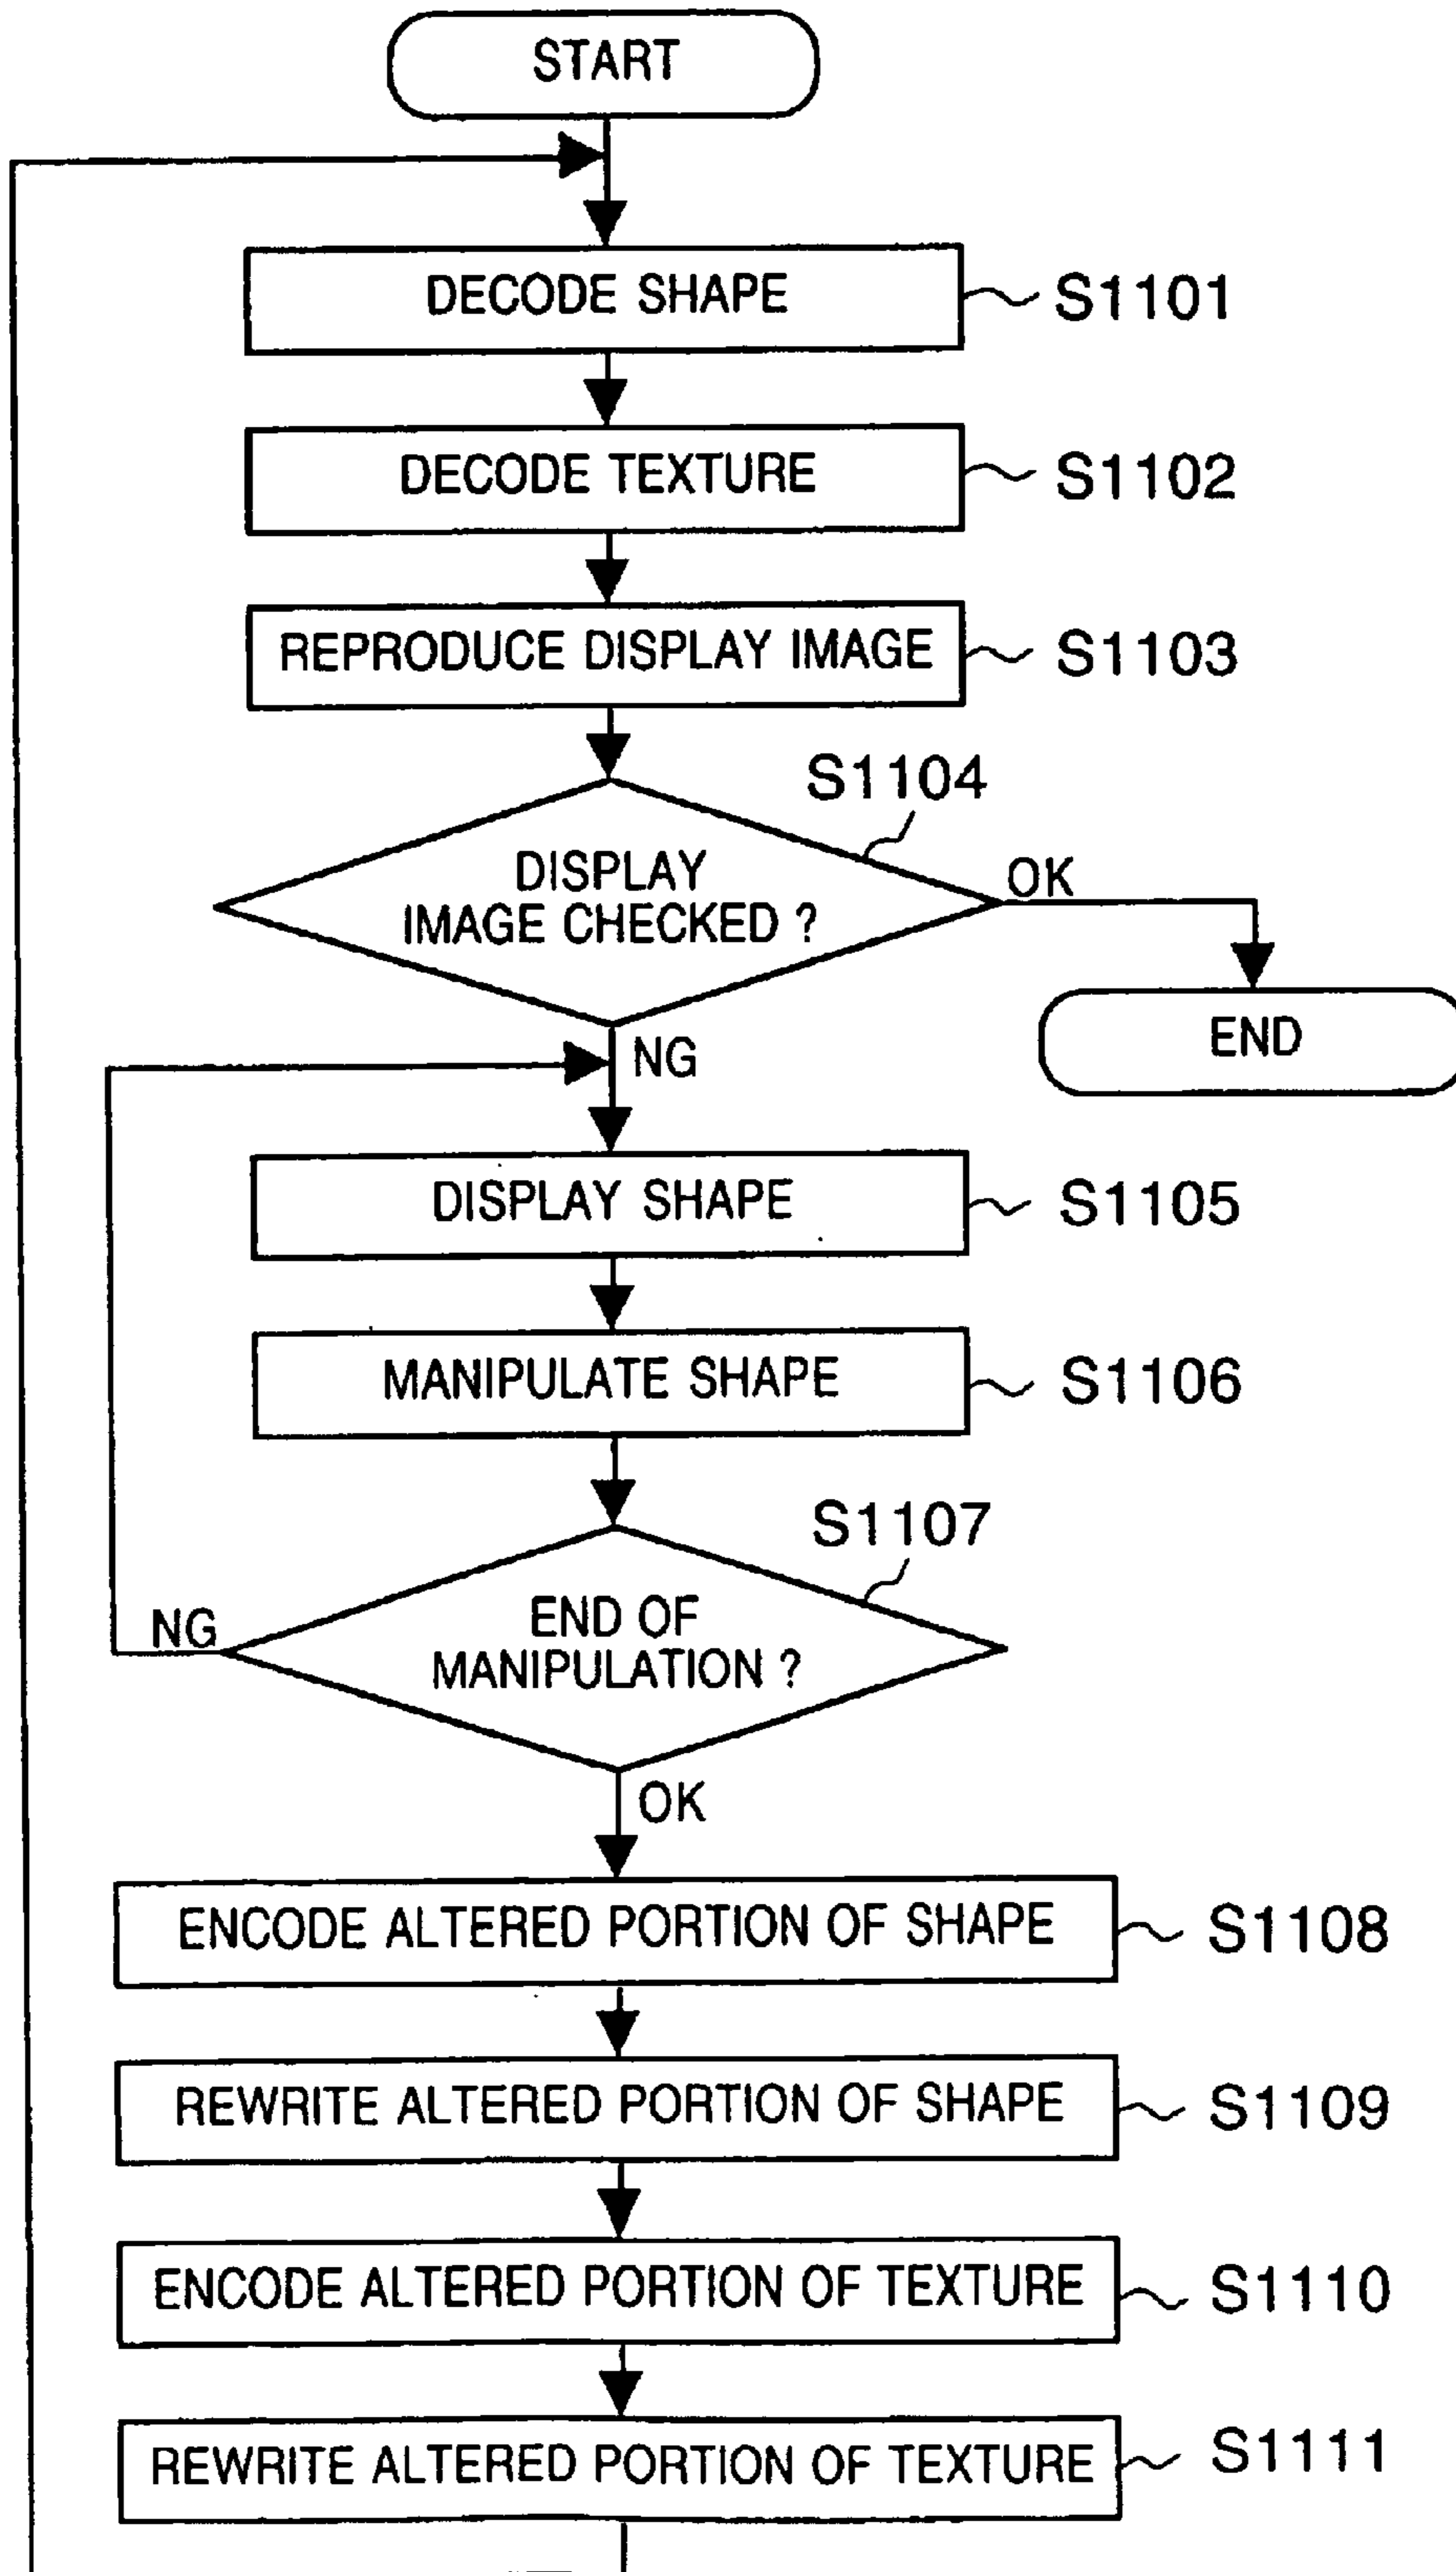 START
DECODE SHAPE
S1101
DECODE TEXTURE
S1102
REPRODUCE DISPLAY IMAGE
S1103
S1104
DISPLAY
IMAGE CHECKED ?
OK
END
NG
DISPLAY SHAPE
S1105
MANIPULATE SHAPE
S1106
S1107
END OF
MANIPULATION ?
NG
OK
ENCODE ALTERED PORTION OF SHAPE
S1108
REWRITE ALTERED PORTION OF SHAPE
S1109
ENCODE ALTERED PORTION OF TEXTURE
S1110
REWRITE ALTERED PORTION OF TEXTURE
S1111